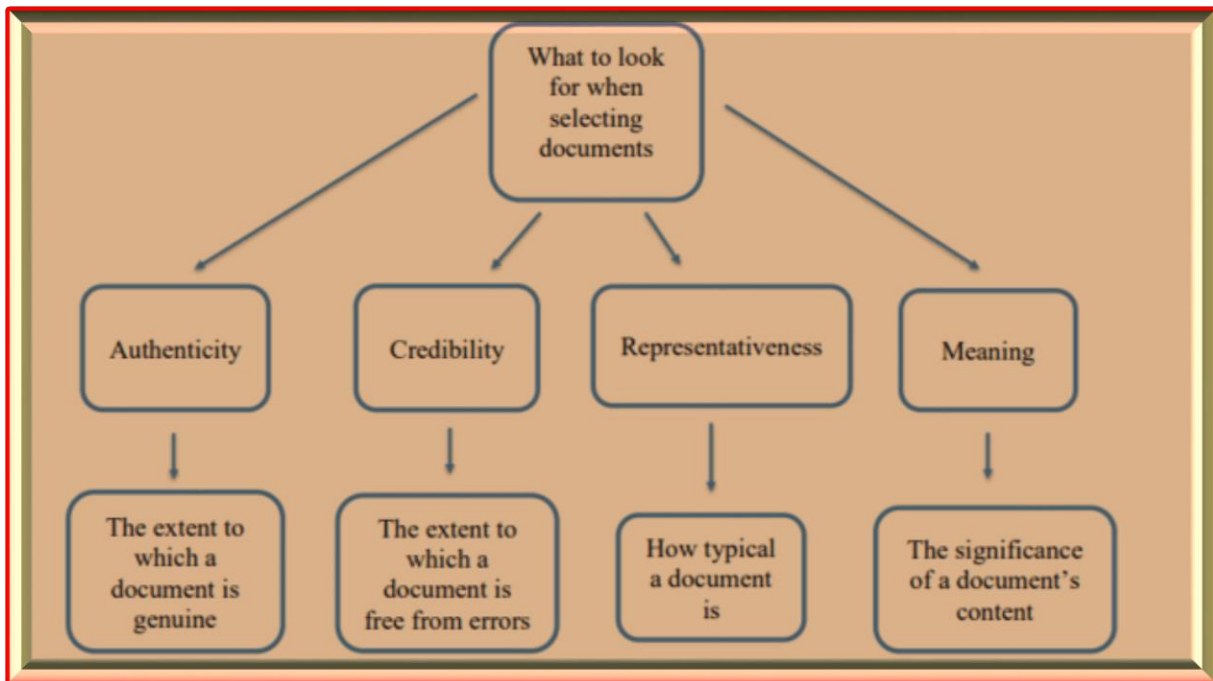 What to look
for when
selecting
documents
Authenticity
Credibility
Representativeness
Meaning
The extent to
which a
document is
genuine
The extent to
which a
document is
free from errors
How typical
a document
is
The significance
of a document’s
content